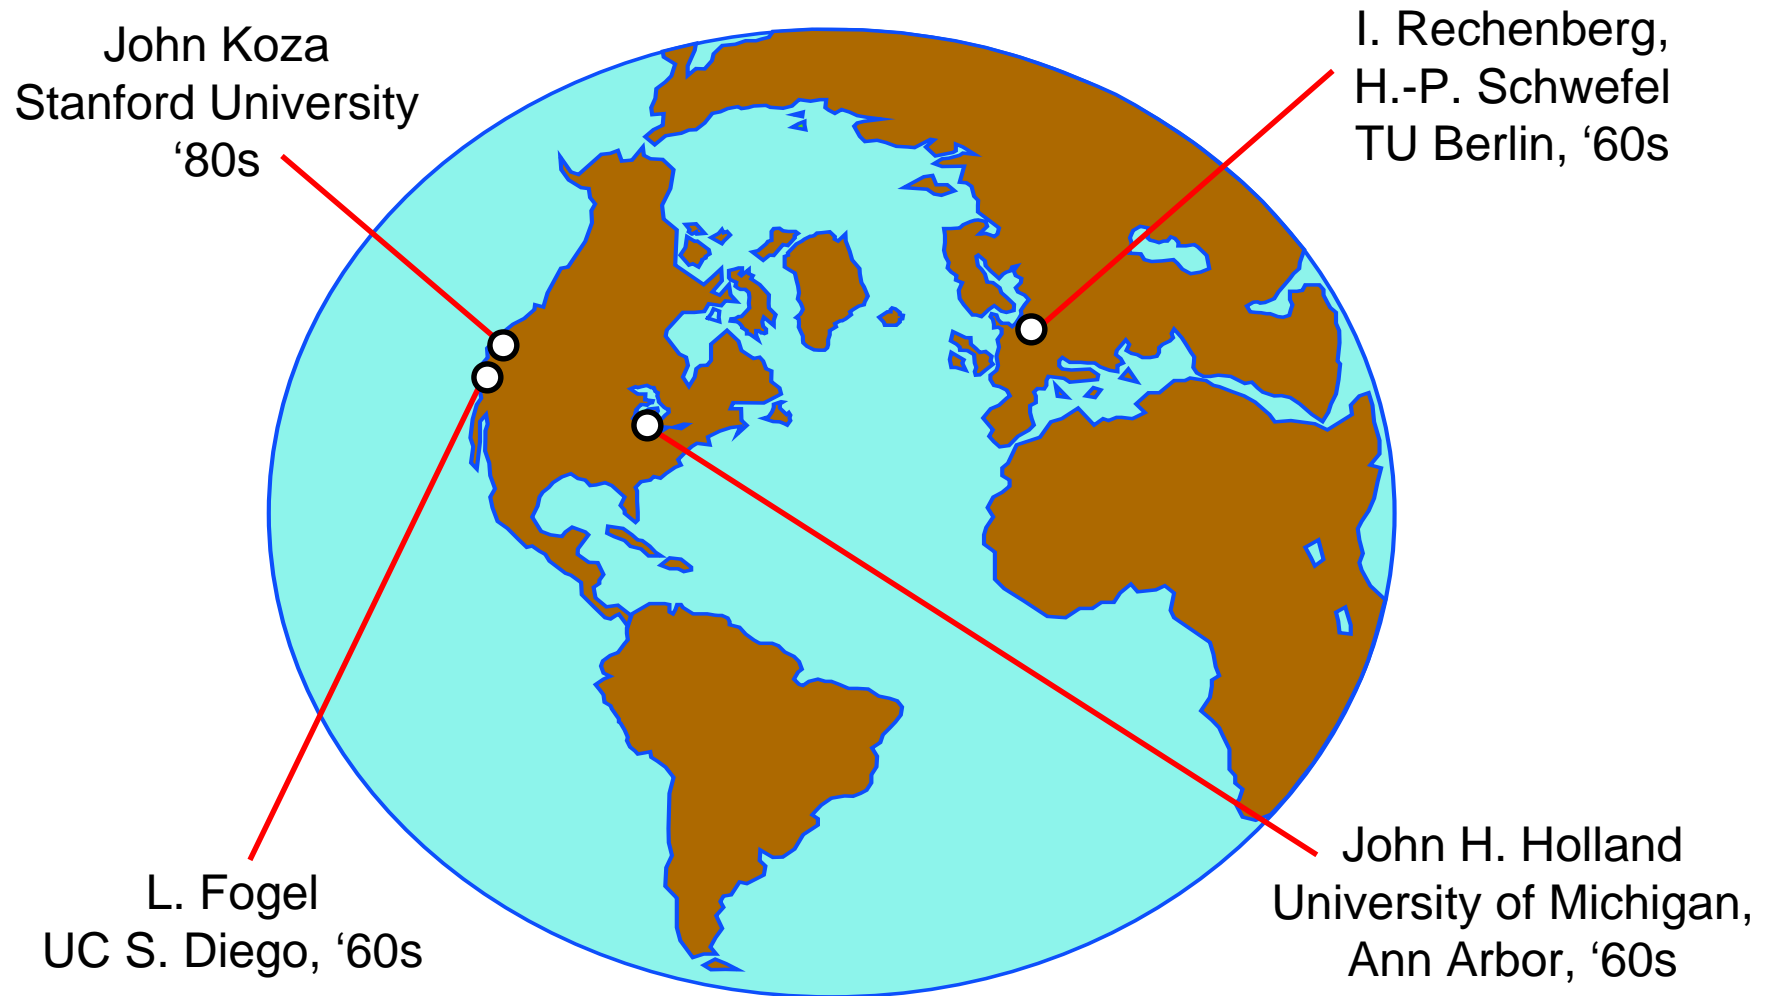 John Koza
Stanford University
‘80s
I. Rechenberg,
H.-P. Schwefel
TU Berlin, ‘60s
L. Fogel
UC S. Diego, ‘60s
John H. Holland
University of Michigan,
Ann Arbor, ‘60s